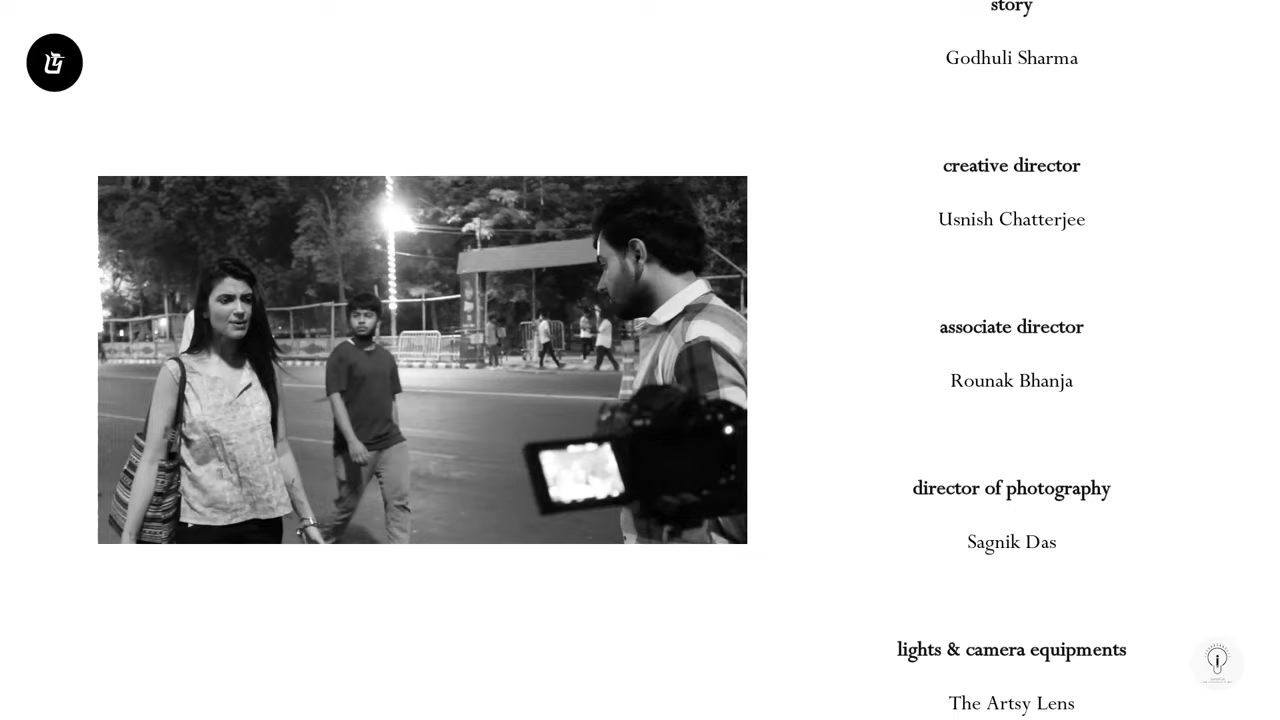 story
Godhuli Sharma
creative director
Usnish Chatterjee
associate director
Rounak Bhanja
director of photography
Sagnik Das
lights & camera equipments
The Artsy Lens